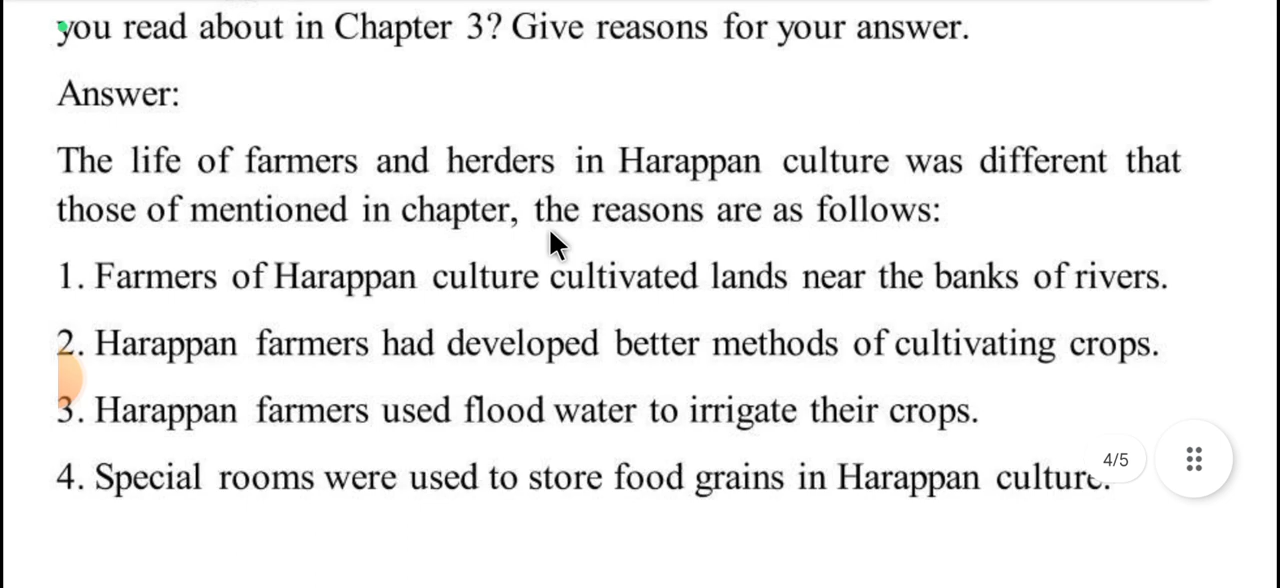 you read about in Chapter 3? Give reasons for your answer.
Answer:
The life of farmers and herders in Harappan culture was different that
those of mentioned in chapter, the reasons are as follows:
1. Farmers of Harappan culture cultivated lands near the banks of rivers.
2. Harappan farmers had developed better methods of cultivating crops.
3. Harappan farmers used flood water to irrigate their crops.
4/5
4. Special rooms were used to store food grains in Harappan culture.